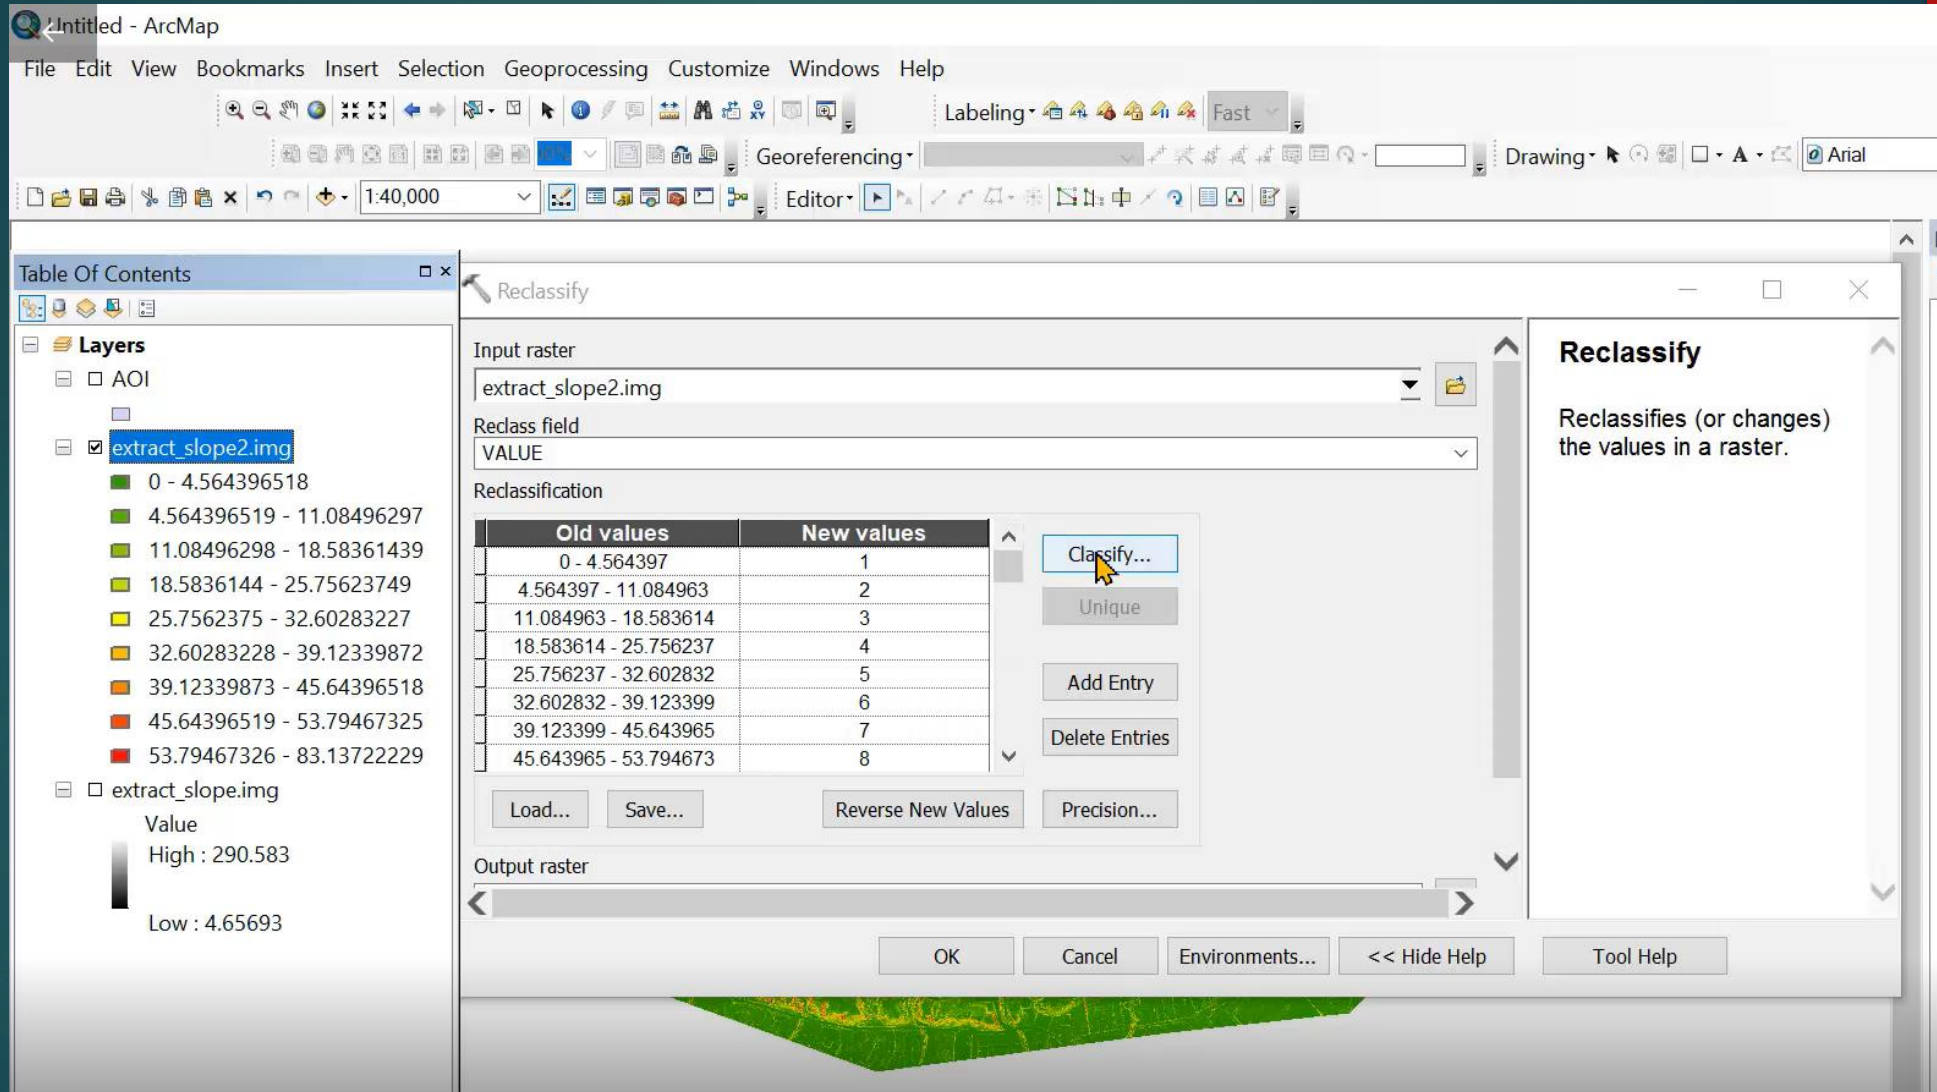 Untitled - ArcMap
File Edit View Bookmarks Insert Selection Geoprocessing Customize Windows Help
Labeling Fast
Georeferencing Drawing Arial
1:40,000 Editor
Table Of Contents
Layers
AOI
extract_slope2.img
0 - 4.564396518
4.564396519 - 11.08496297
11.08496298 - 18.58361439
18.5836144 - 25.75623749
25.7562375 - 32.60283227
32.60283228 - 39.12339872
39.12339873 - 45.64396518
45.64396519 - 53.79467325
53.79467326 - 83.13722229
extract_slope.img
Value
High : 290.583
Low : 4.65693
Reclassify
Input raster
extract_slope2.img
Reclass field
VALUE
Reclassification
Old values New values
0 - 4.564397 1
4.564397 - 11.084963 2
11.084963 - 18.583614 3
18.583614 - 25.756237 4
25.756237 - 32.602832 5
32.602832 - 39.123399 6
39.123399 - 45.643965 7
45.643965 - 53.794673 8
Classify...
Unique
Add Entry
Delete Entries
Load... Save... Reverse New Values Precision...
Output raster
OK Cancel Environments... << Hide Help Tool Help
Reclassify
Reclassifies (or changes)
the values in a raster.